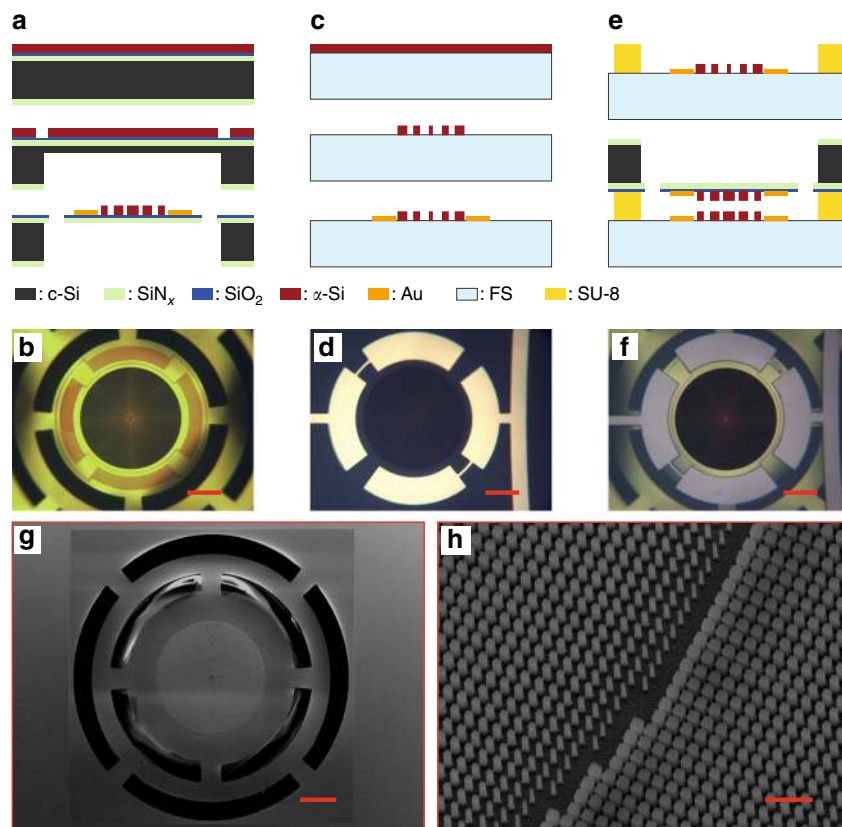 a
c
e
: c-Si : SiNx : SiO2 : α-Si : Au : FS : SU-8
b
d
f
g
h